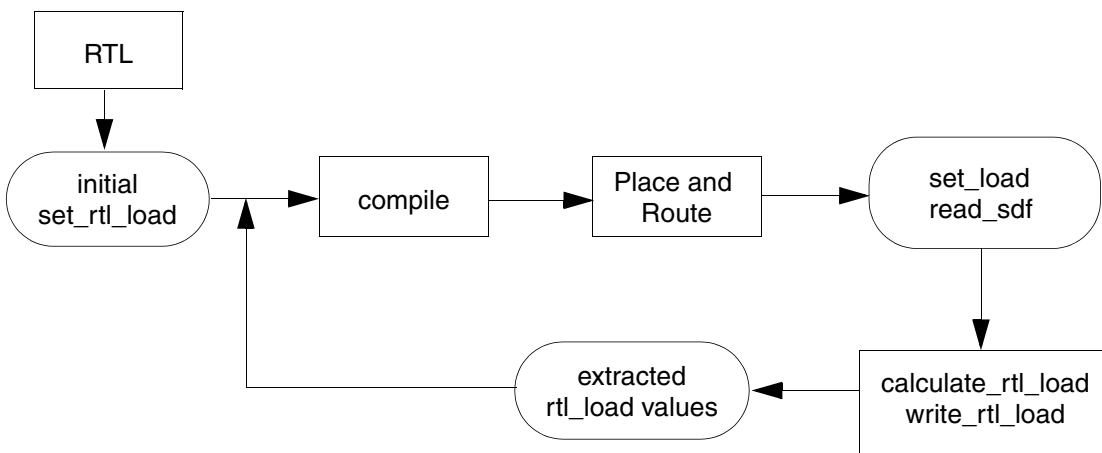 RTL
initial
set_rtl_load
compile
Place and
Route
set_load
read_sdf
calculate_rtl_load
write_rtl_load
extracted
rtl_load values